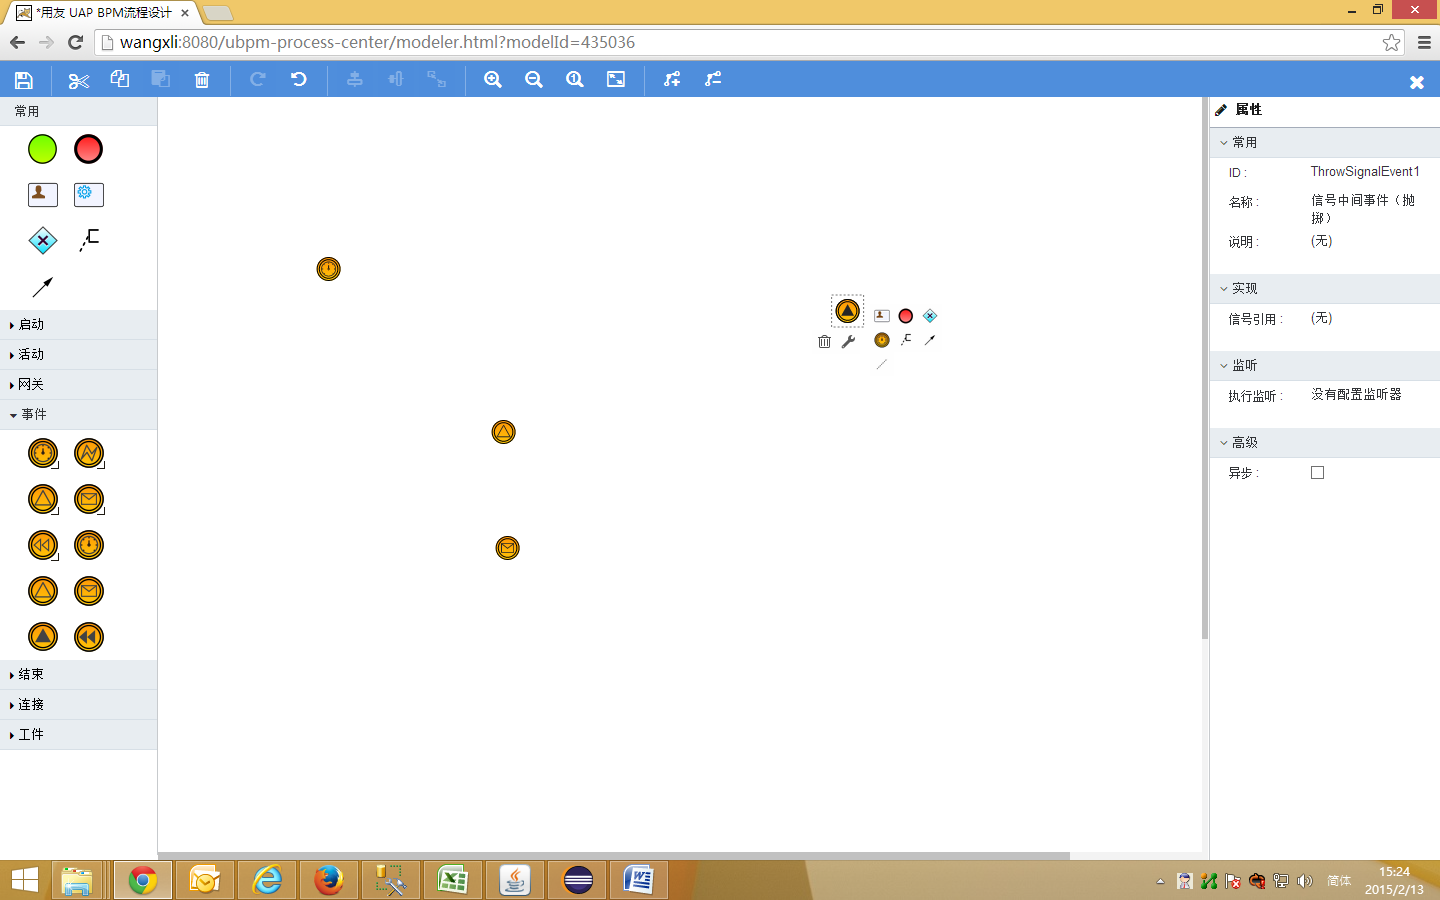 *用友 UAP BPM流程设计
wangxli:8080/ubpm-process-center/modeler.html?modelId=435036
常用
启动
活动
网关
事件
结束
连接
工件
属性
常用
ID :
ThrowSignalEvent1
名称 :
信号中间事件（抛
掷）
说明 :
(无)
实现
信号引用 :
(无)
监听
执行监听 :
没有配置监听器
高级
异步 :
简体
15:24
2015/2/13